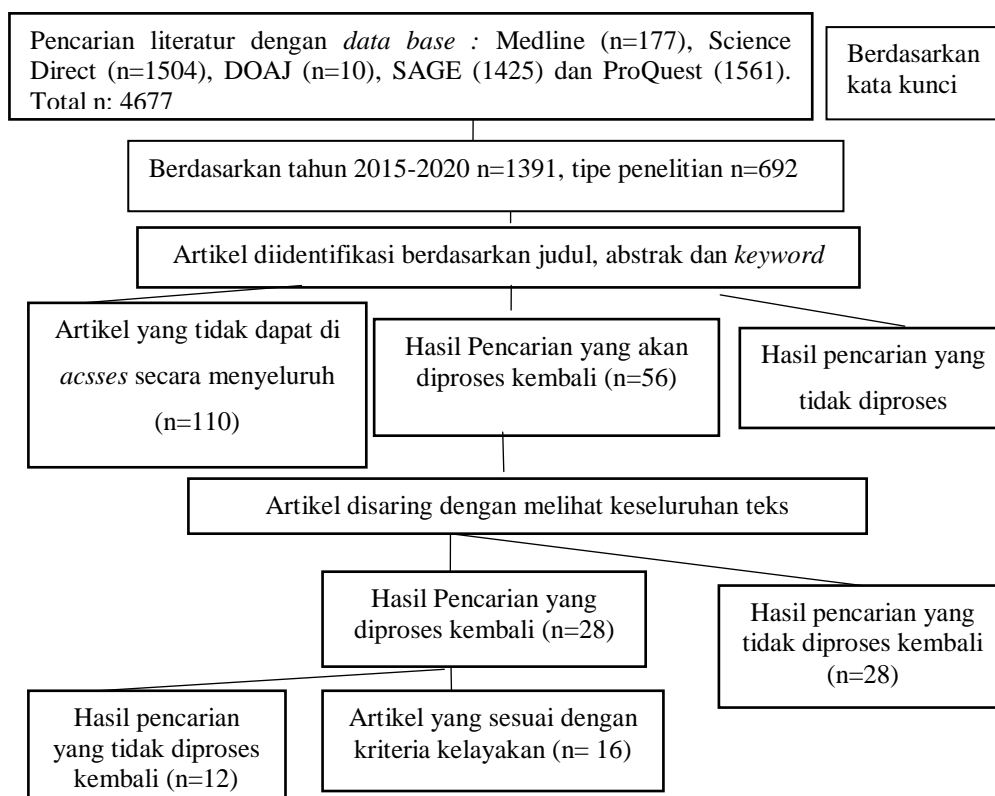 Pencarian literatur dengan data base : Medline (n=177), Science
Direct (n=1504), DOAJ (n=10), SAGE (1425) dan ProQuest (1561).
Total n: 4677
Berdasarkan
kata kunci
Berdasarkan tahun 2015-2020 n=1391, tipe penelitian n=692
Artikel diidentifikasi berdasarkan judul, abstrak dan keyword
Artikel yang tidak dapat di
acsses secara menyeluruh
(n=110)
Hasil Pencarian yang akan
diproses kembali (n=56)
Hasil pencarian yang
tidak diproses
Artikel disaring dengan melihat keseluruhan teks
Hasil Pencarian yang
diproses kembali (n=28)
Hasil pencarian yang
tidak diproses kembali
(n=28)
Hasil pencarian
yang tidak diproses
kembali (n=12)
Artikel yang sesuai dengan
kriteria kelayakan (n= 16)